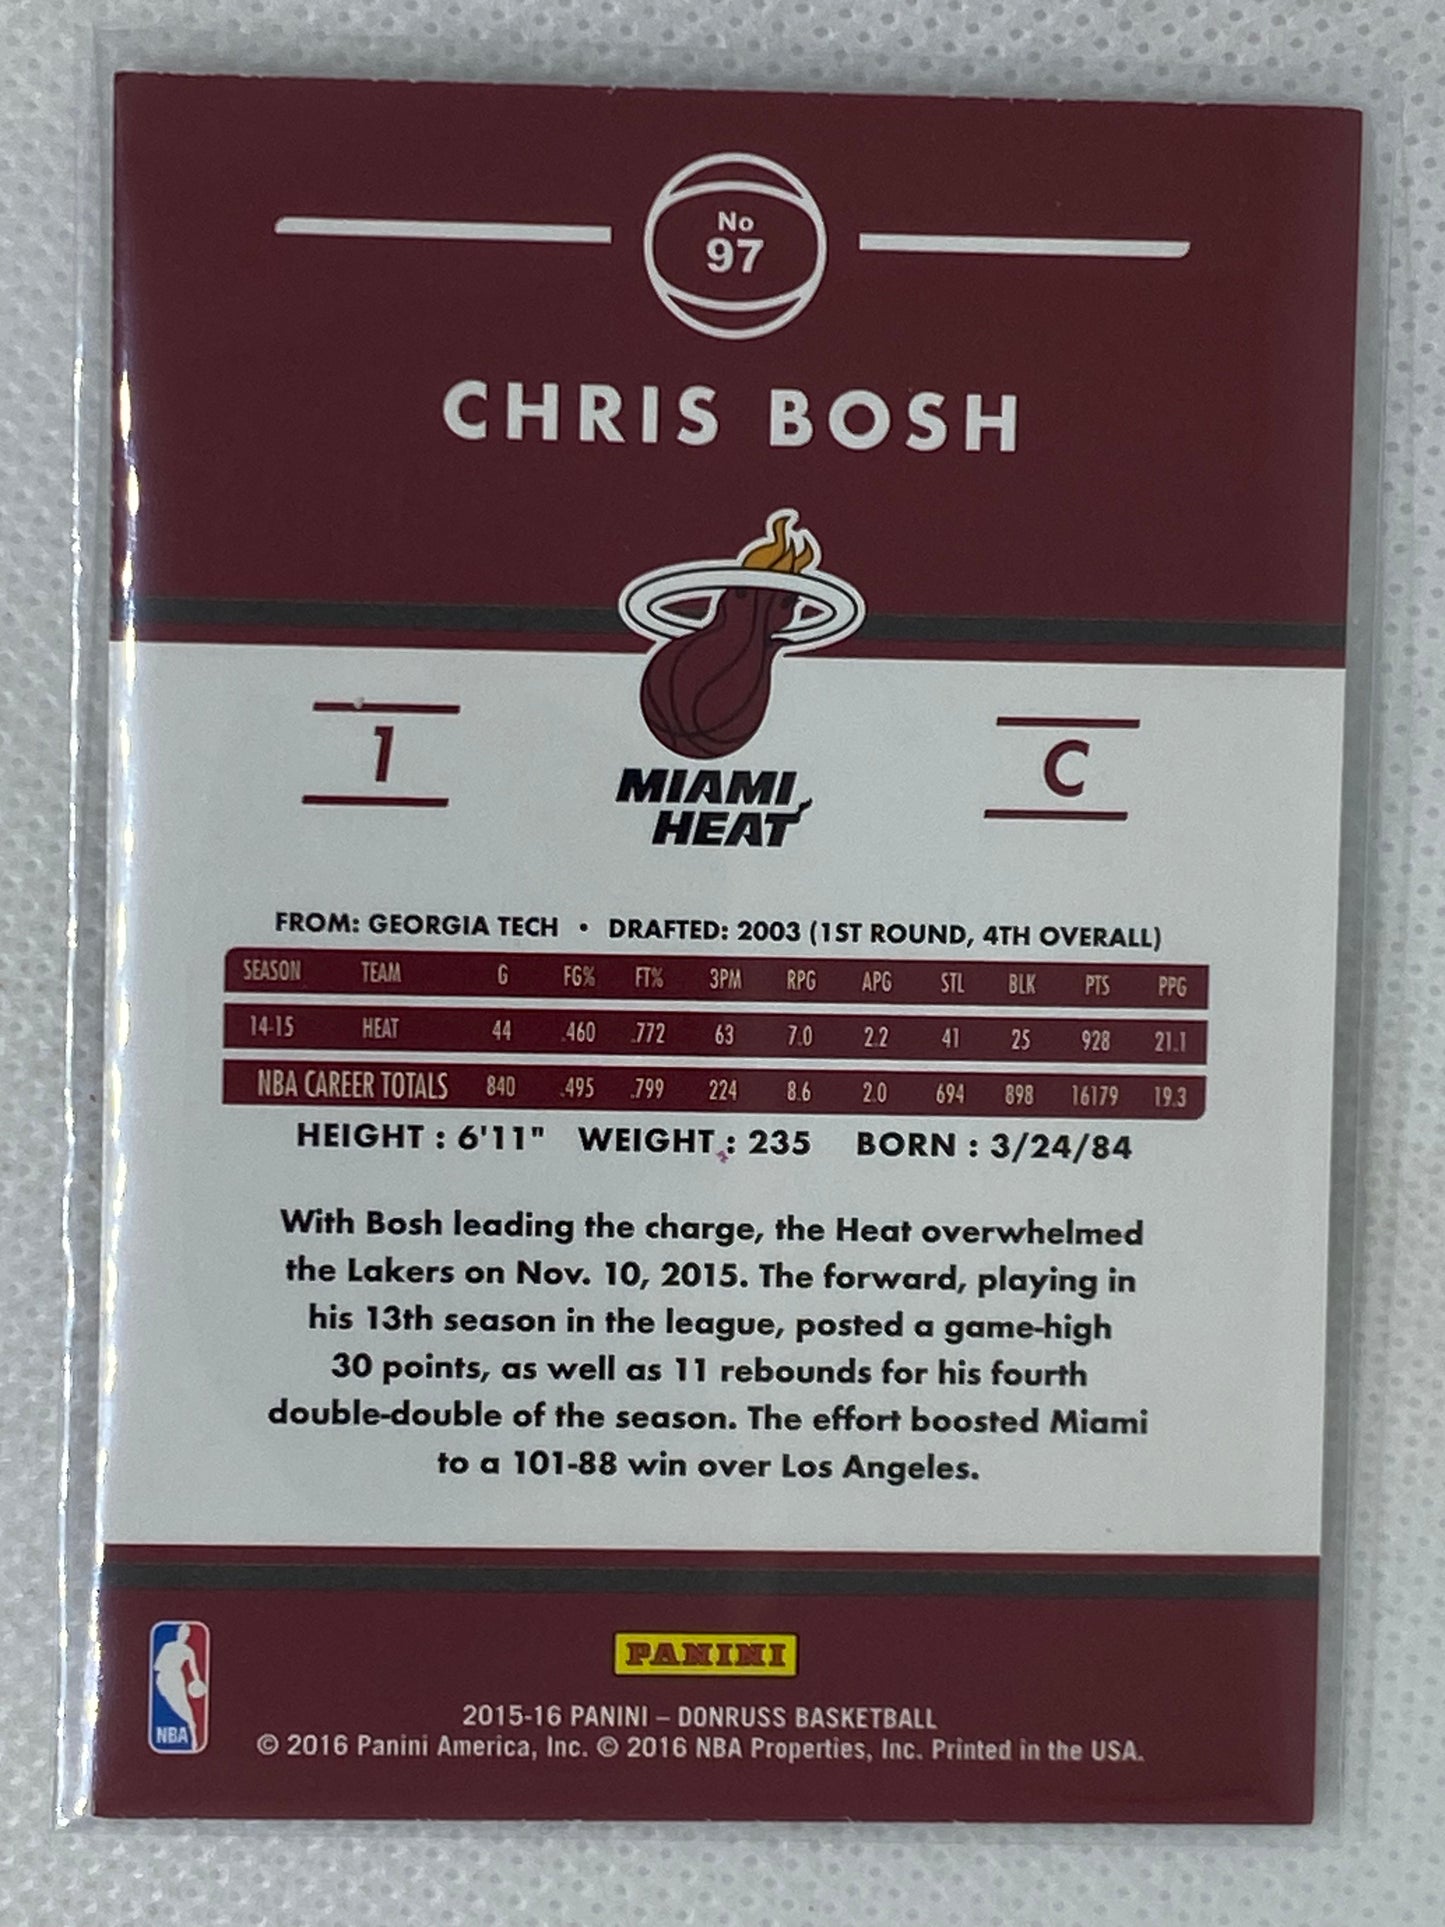 No
97
CHRIS BOSH
1
C
MIAMI
HEAT
FROM: GEORGIA TECH • DRAFTED: 2003 (1ST ROUND, 4TH OVERALL)
SEASON TEAM G FG% FT% 3PM RPG APG STL BLK PTS PPG
14-15 HEAT 44 .460 .772 63 7.0 2.2 41 25 928 21.1
NBA CAREER TOTALS 840 .495 .799 224 8.6 2.0 694 898 16179 19.3
HEIGHT : 6'11" WEIGHT : 235 BORN : 3/24/84
With Bosh leading the charge, the Heat overwhelmed
the Lakers on Nov. 10, 2015. The forward, playing in
his 13th season in the league, posted a game-high
30 points, as well as 11 rebounds for his fourth
double-double of the season. The effort boosted Miami
to a 101-88 win over Los Angeles.
PANINI
NBA
2015-16 PANINI – DONRUSS BASKETBALL
© 2016 Panini America, Inc. © 2016 NBA Properties, Inc. Printed in the USA.